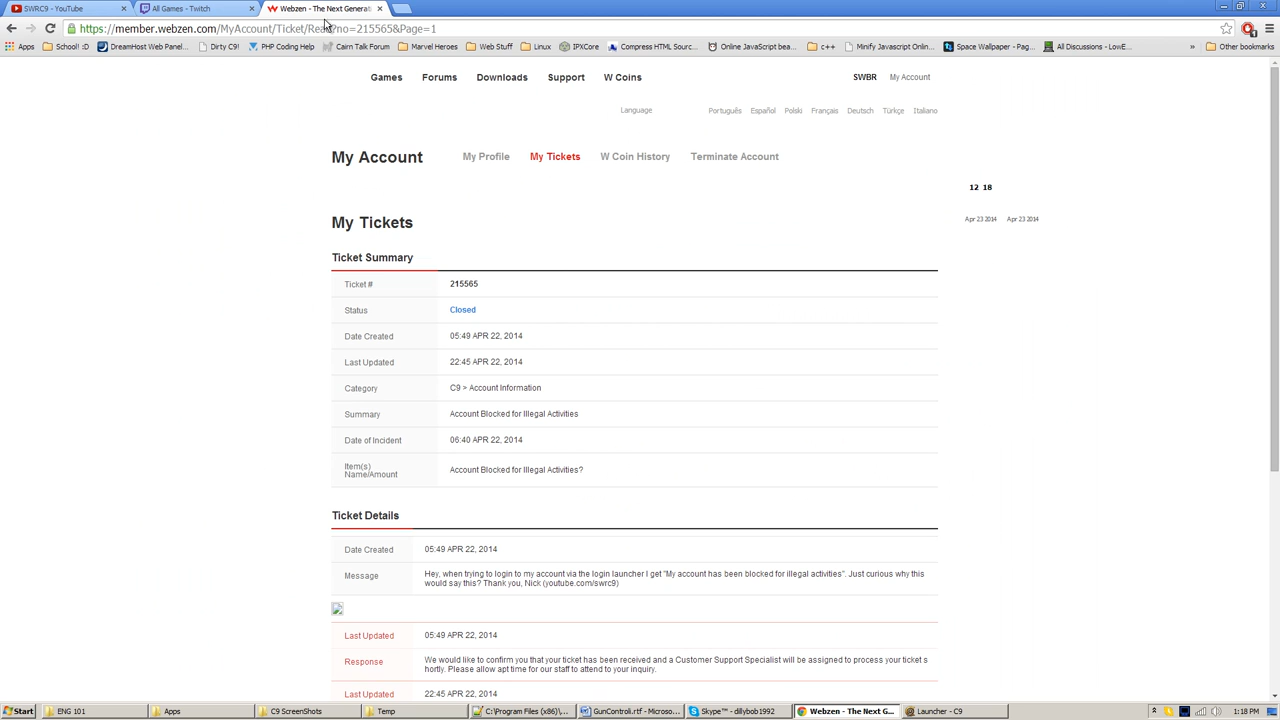 SWRC9 - YouTube
All Games - Twitch
Webzen - The Next Generat
https://member.webzen.com/MyAccount/Ticket/Read?no=215565&Page=1
Apps
School! :D
DreamHost Web Panel...
Dirty C9!
PHP Coding Help
Cairn Talk Forum
Marvel Heroes
Web Stuff
Linux
IPXCore
Compress HTML Sourc...
Online JavaScript bea...
c++
Minify Javascript Onlin...
Space Wallpaper - Pag...
All Discussions - LowE...
»
Other bookmarks
Games Forums Downloads Support W Coins
SWBR My Account
Language Português Español Polski Français Deutsch Türkçe Italiano
My Account My Profile My Tickets W Coin History Terminate Account
12 18
Apr 23 2014 Apr 23 2014
My Tickets
Ticket Summary
Ticket # 215565
Status Closed
Date Created 05:49 APR 22, 2014
Last Updated 22:45 APR 22, 2014
Category C9 > Account Information
Summary Account Blocked for Illegal Activities
Date of Incident 06:40 APR 22, 2014
Item(s)
Name/Amount Account Blocked for Illegal Activities?
Ticket Details
Date Created 05:49 APR 22, 2014
Message Hey, when trying to login to my account via the login launcher I get "My account has been blocked for illegal activities". Just curious why this
would say this? Thank you, Nick (youtube.com/swrc9)
Last Updated 05:49 APR 22, 2014
Response We would like to confirm you that your ticket has been received and a Customer Support Specialist will be assigned to process your ticket s
hortly. Please allow apt time for our staff to attend to your inquiry.
Last Updated 22:45 APR 22, 2014
Start
ENG 101
Apps
C9 ScreenShots
Temp
C:\Program Files (x86)\...
GunControll.rtf - Microso...
Skype™ - dillybob1992
Webzen - The Next G...
Launcher - C9
1:18 PM